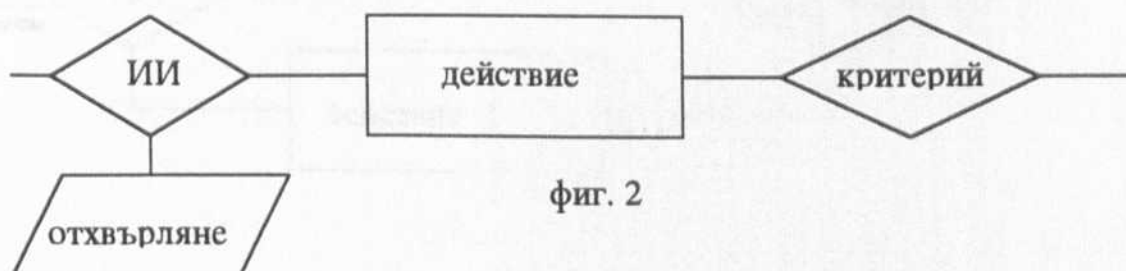 ИИ
действие
критерий
фиг. 2
отхвърляне